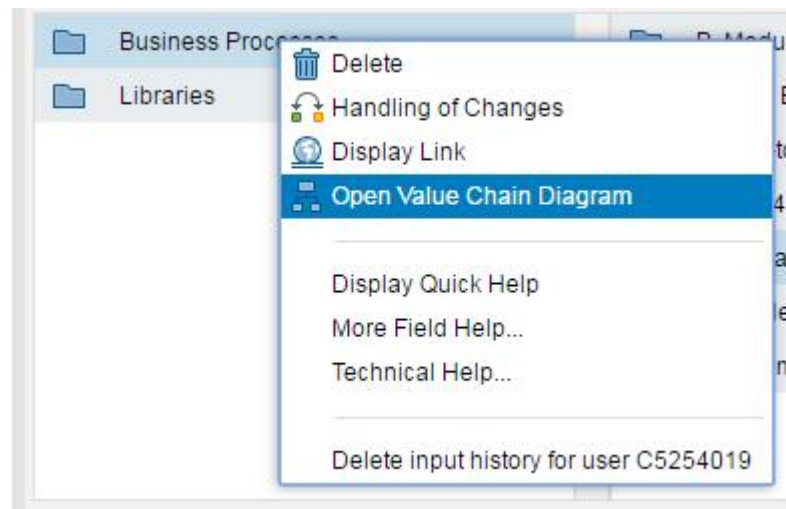 Business Processes
Libraries
Delete
Handling of Changes
Display Link
Open Value Chain Diagram
Display Quick Help
More Field Help...
Technical Help...
Delete input history for user C5254019